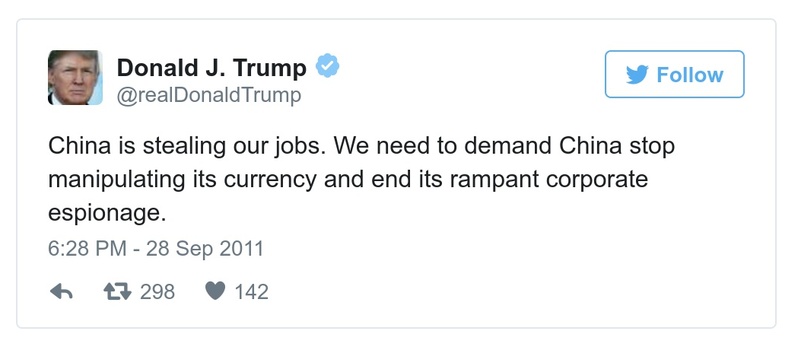 Donald J. Trump
@realDonaldTrump
Follow
China is stealing our jobs. We need to demand China stop
manipulating its currency and end its rampant corporate
espionage.
6:28 PM - 28 Sep 2011
298 142